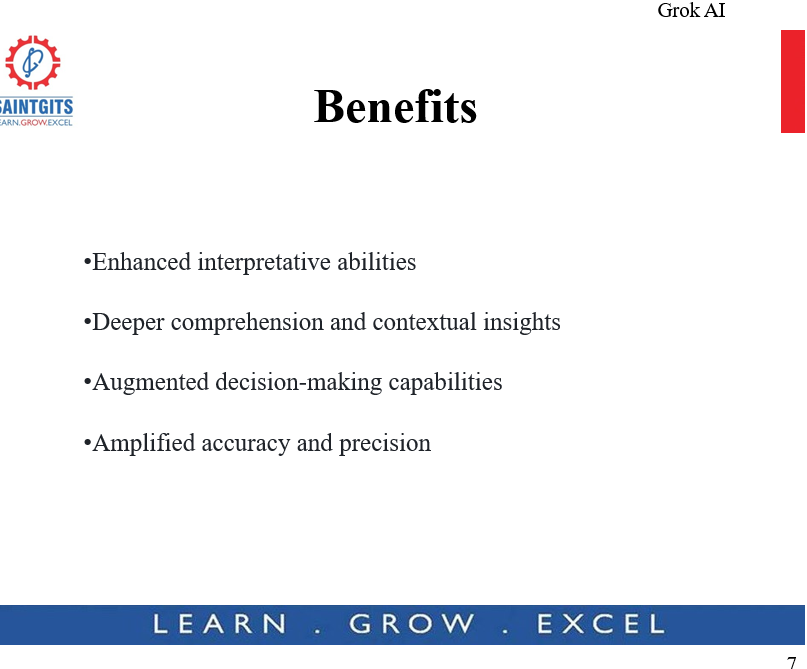 Grok AI
SAINTGITS
LEARN.GROW.EXCEL
Benefits
•Enhanced interpretative abilities
•Deeper comprehension and contextual insights
•Augmented decision-making capabilities
•Amplified accuracy and precision
LEARN . GROW . EXCEL
7